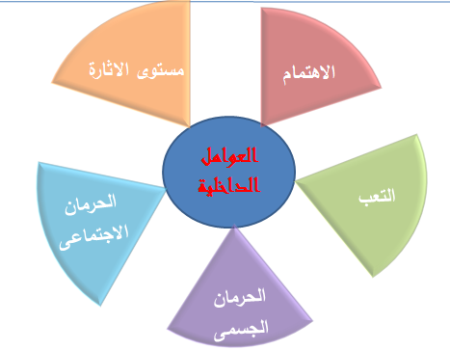 العوامل
الداخلية
الاهتمام
التعب
الحرمان
الجسمى
الحرمان
الاجتماعى
مستوى الاثارة